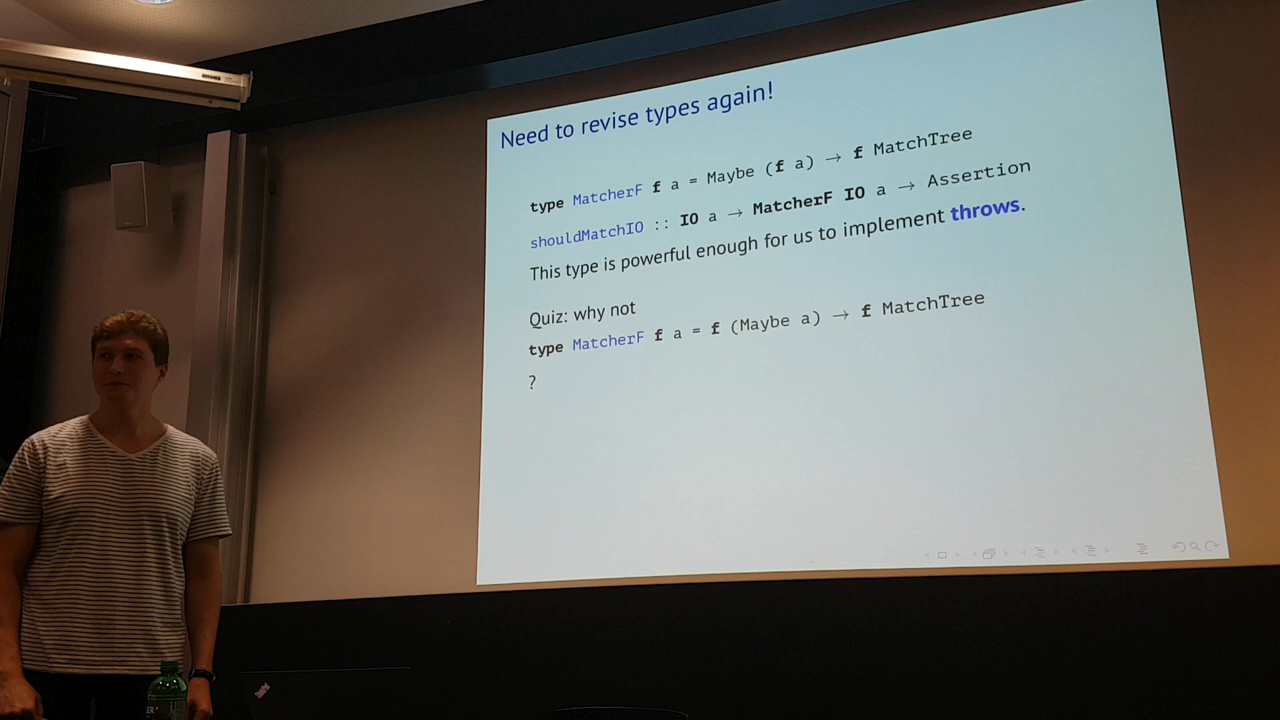 Need to revise types again!
type MatcherF f a = Maybe (f a) → f MatchTree
shouldMatchIO :: IO a → MatcherF IO a → Assertion
This type is powerful enough for us to implement throws.
Quiz: why not
type MatcherF f a = f (Maybe a) → f MatchTree
?